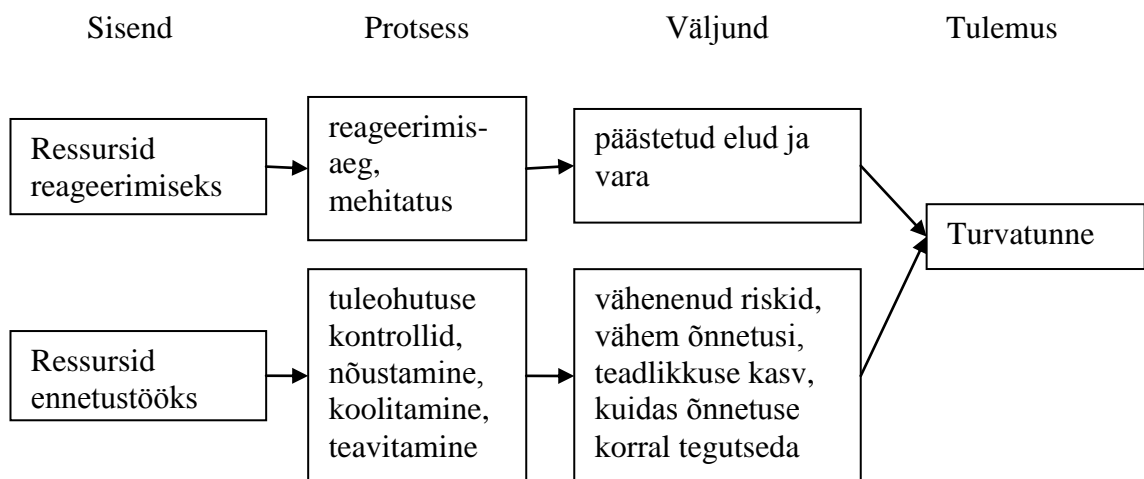 Sisend Protsess Väljund Tulemus
Ressursid
reageerimiseks
reageerimis-
aeg,
mehitatus
päästetud elud ja
vara
Turvatunne
Ressursid
ennetustööks
tuleohutuse
kontrollid,
nõustamine,
koolitamine,
teavitamine
vähenenud riskid,
vähem õnnetusi,
teadlikkuse kasv,
kuidas õnnetuse
korral tegutseda